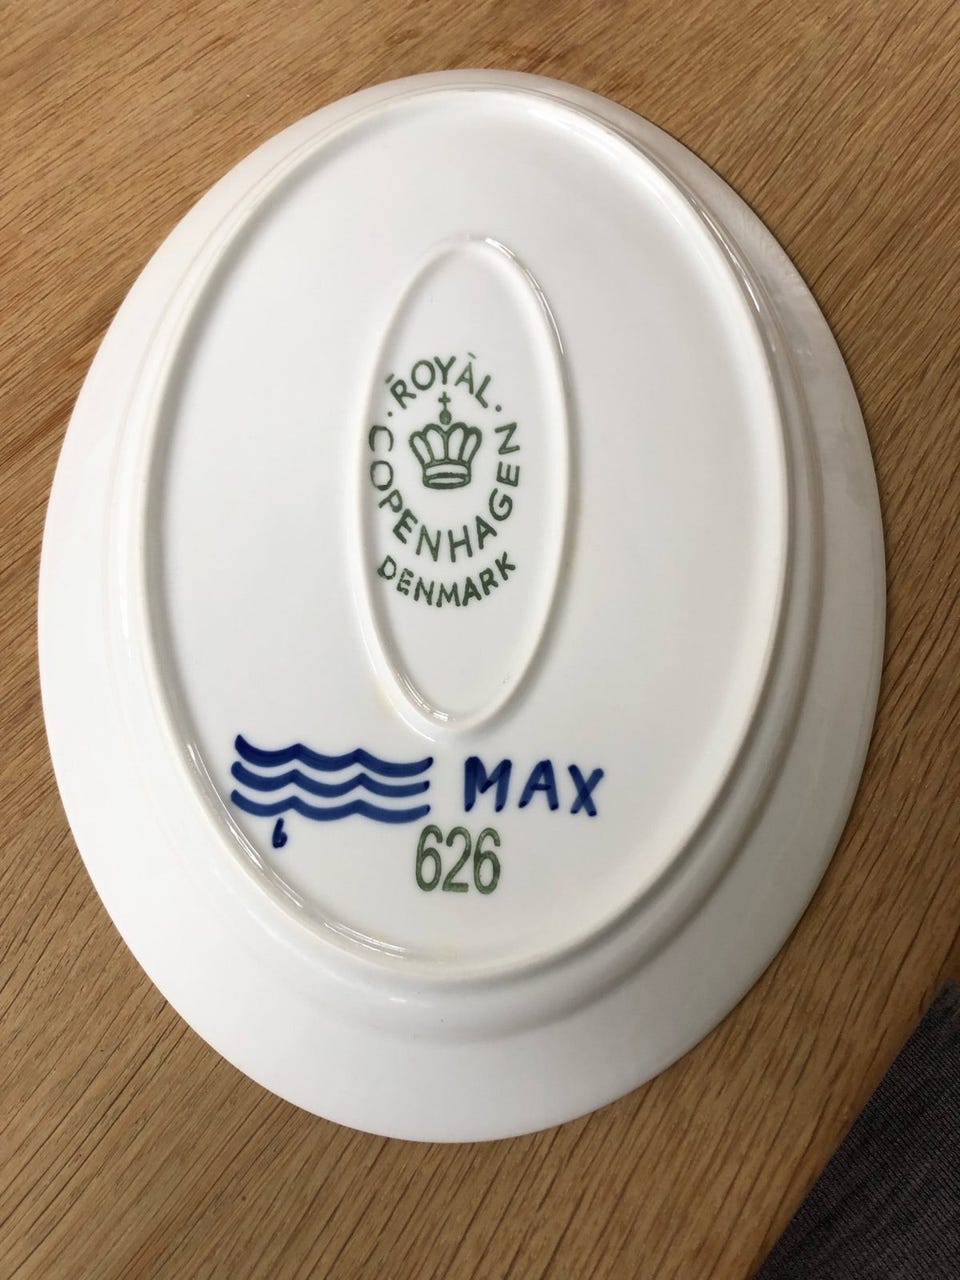 ROYAL
COPENHAGEN
DENMARK
MAX
6
626